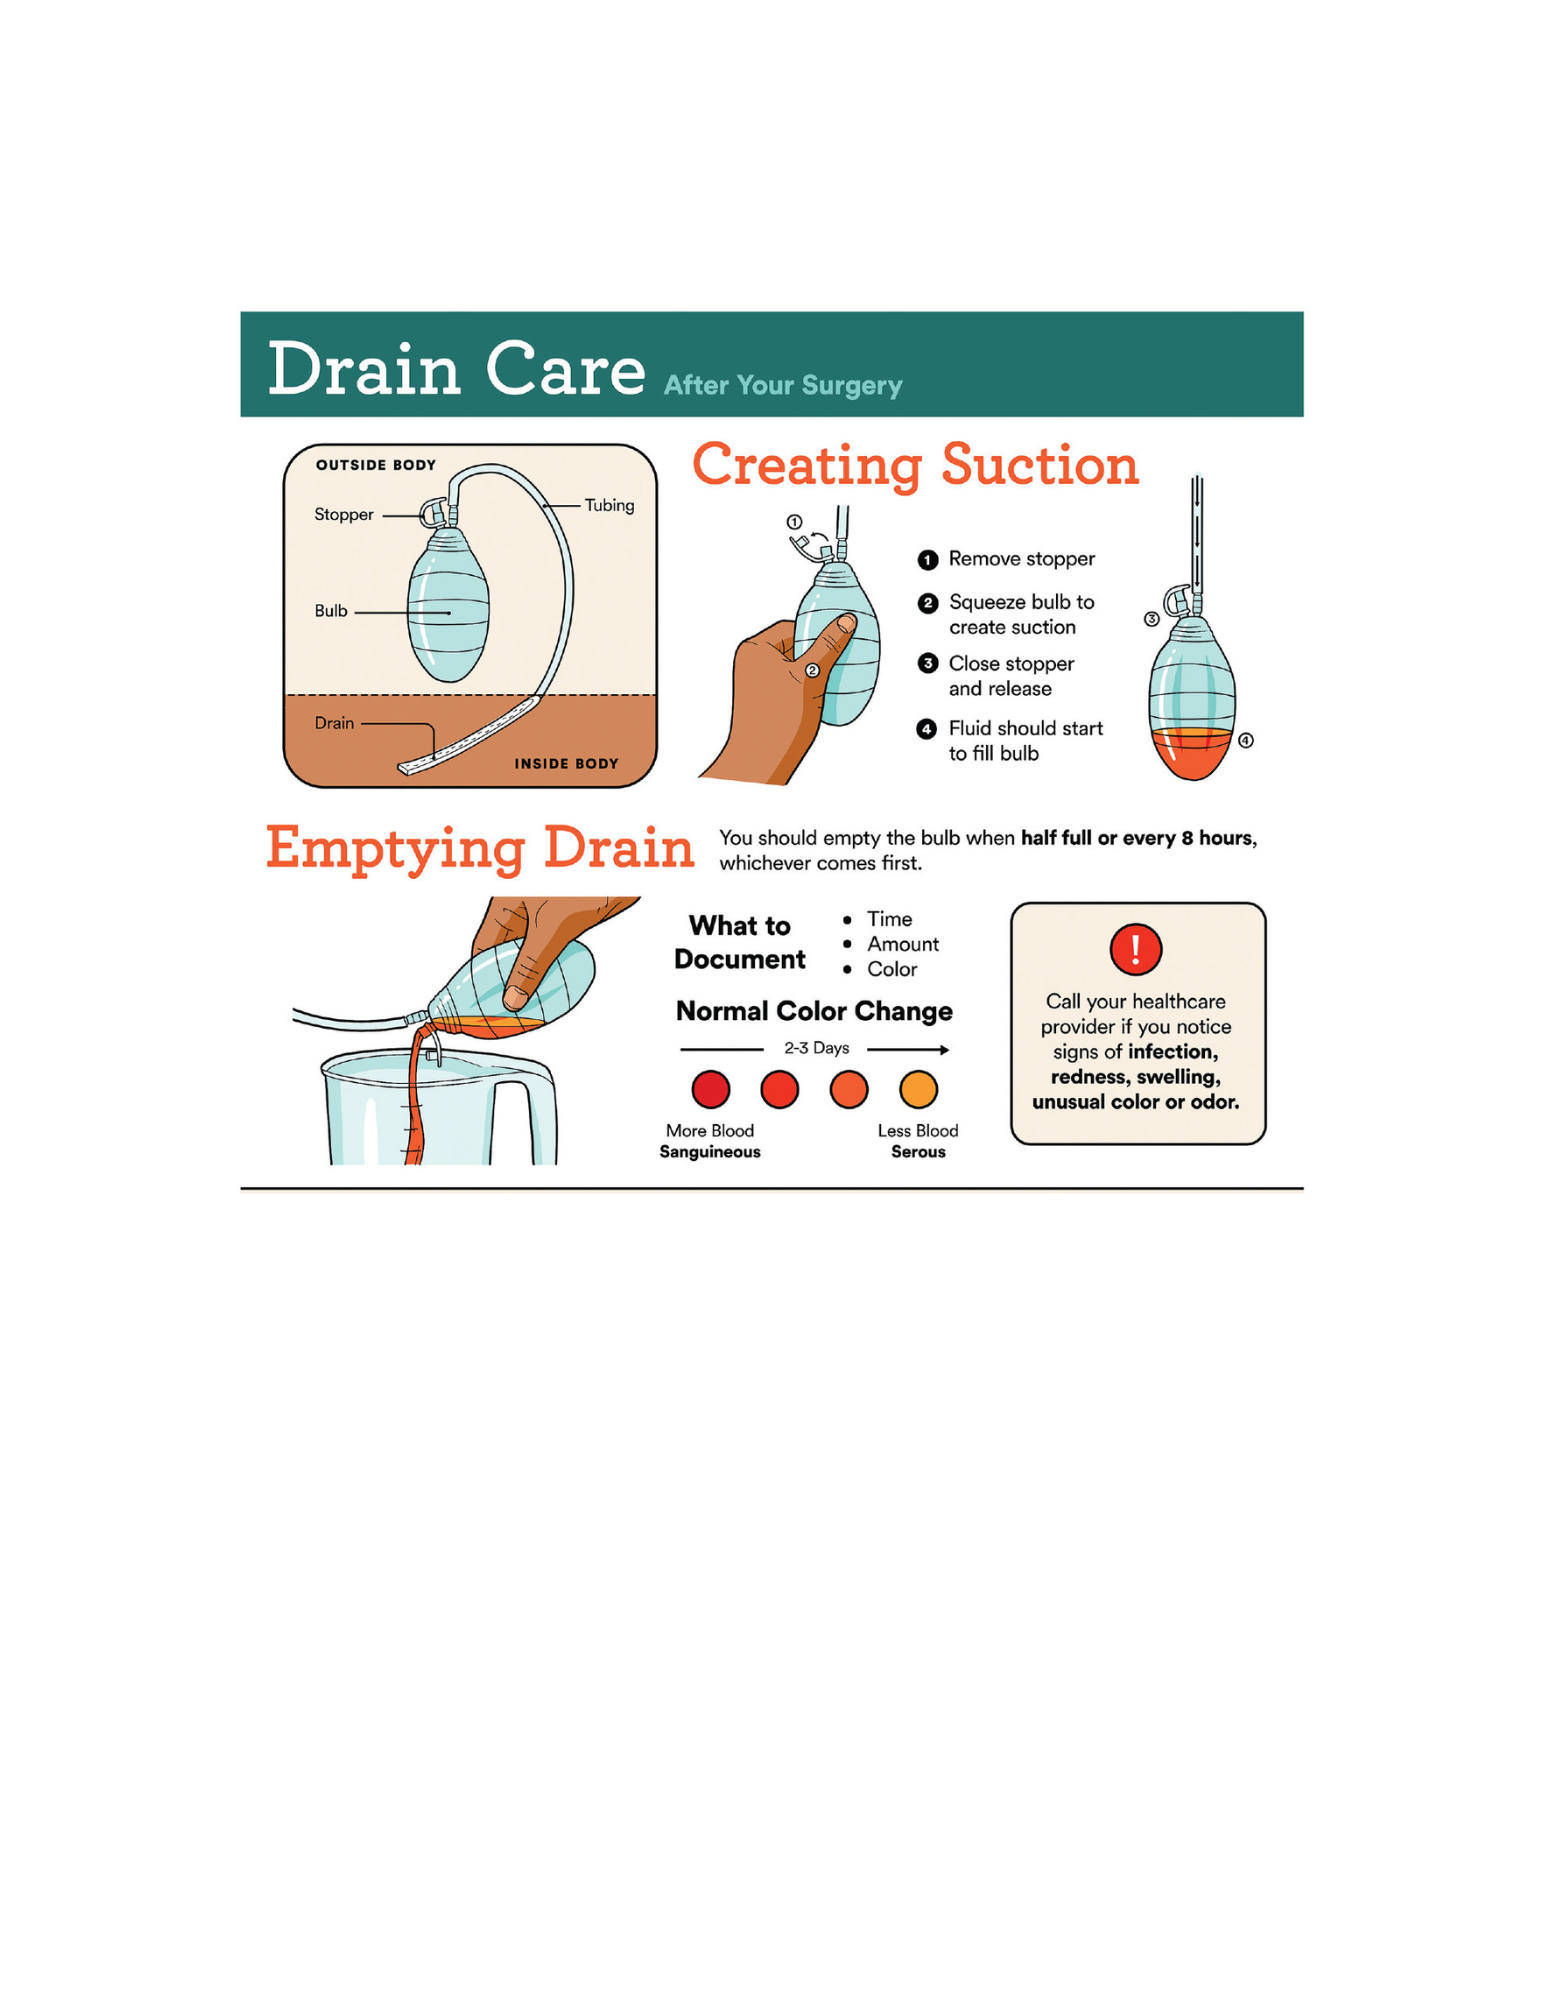 Drain Care After Your Surgery
OUTSIDE BODY
Stopper
Tubing
Bulb
Drain
INSIDE BODY
Creating Suction
1
2
1 Remove stopper
2 Squeeze bulb to
create suction
3 Close stopper
and release
4 Fluid should start
to fill bulb
3
4
Emptying Drain
You should empty the bulb when half full or every 8 hours,
whichever comes first.
What to
Document
• Time
• Amount
• Color
Normal Color Change
2-3 Days
More Blood
Sanguineous
Less Blood
Serous
!
Call your healthcare
provider if you notice
signs of infection,
redness, swelling,
unusual color or odor.